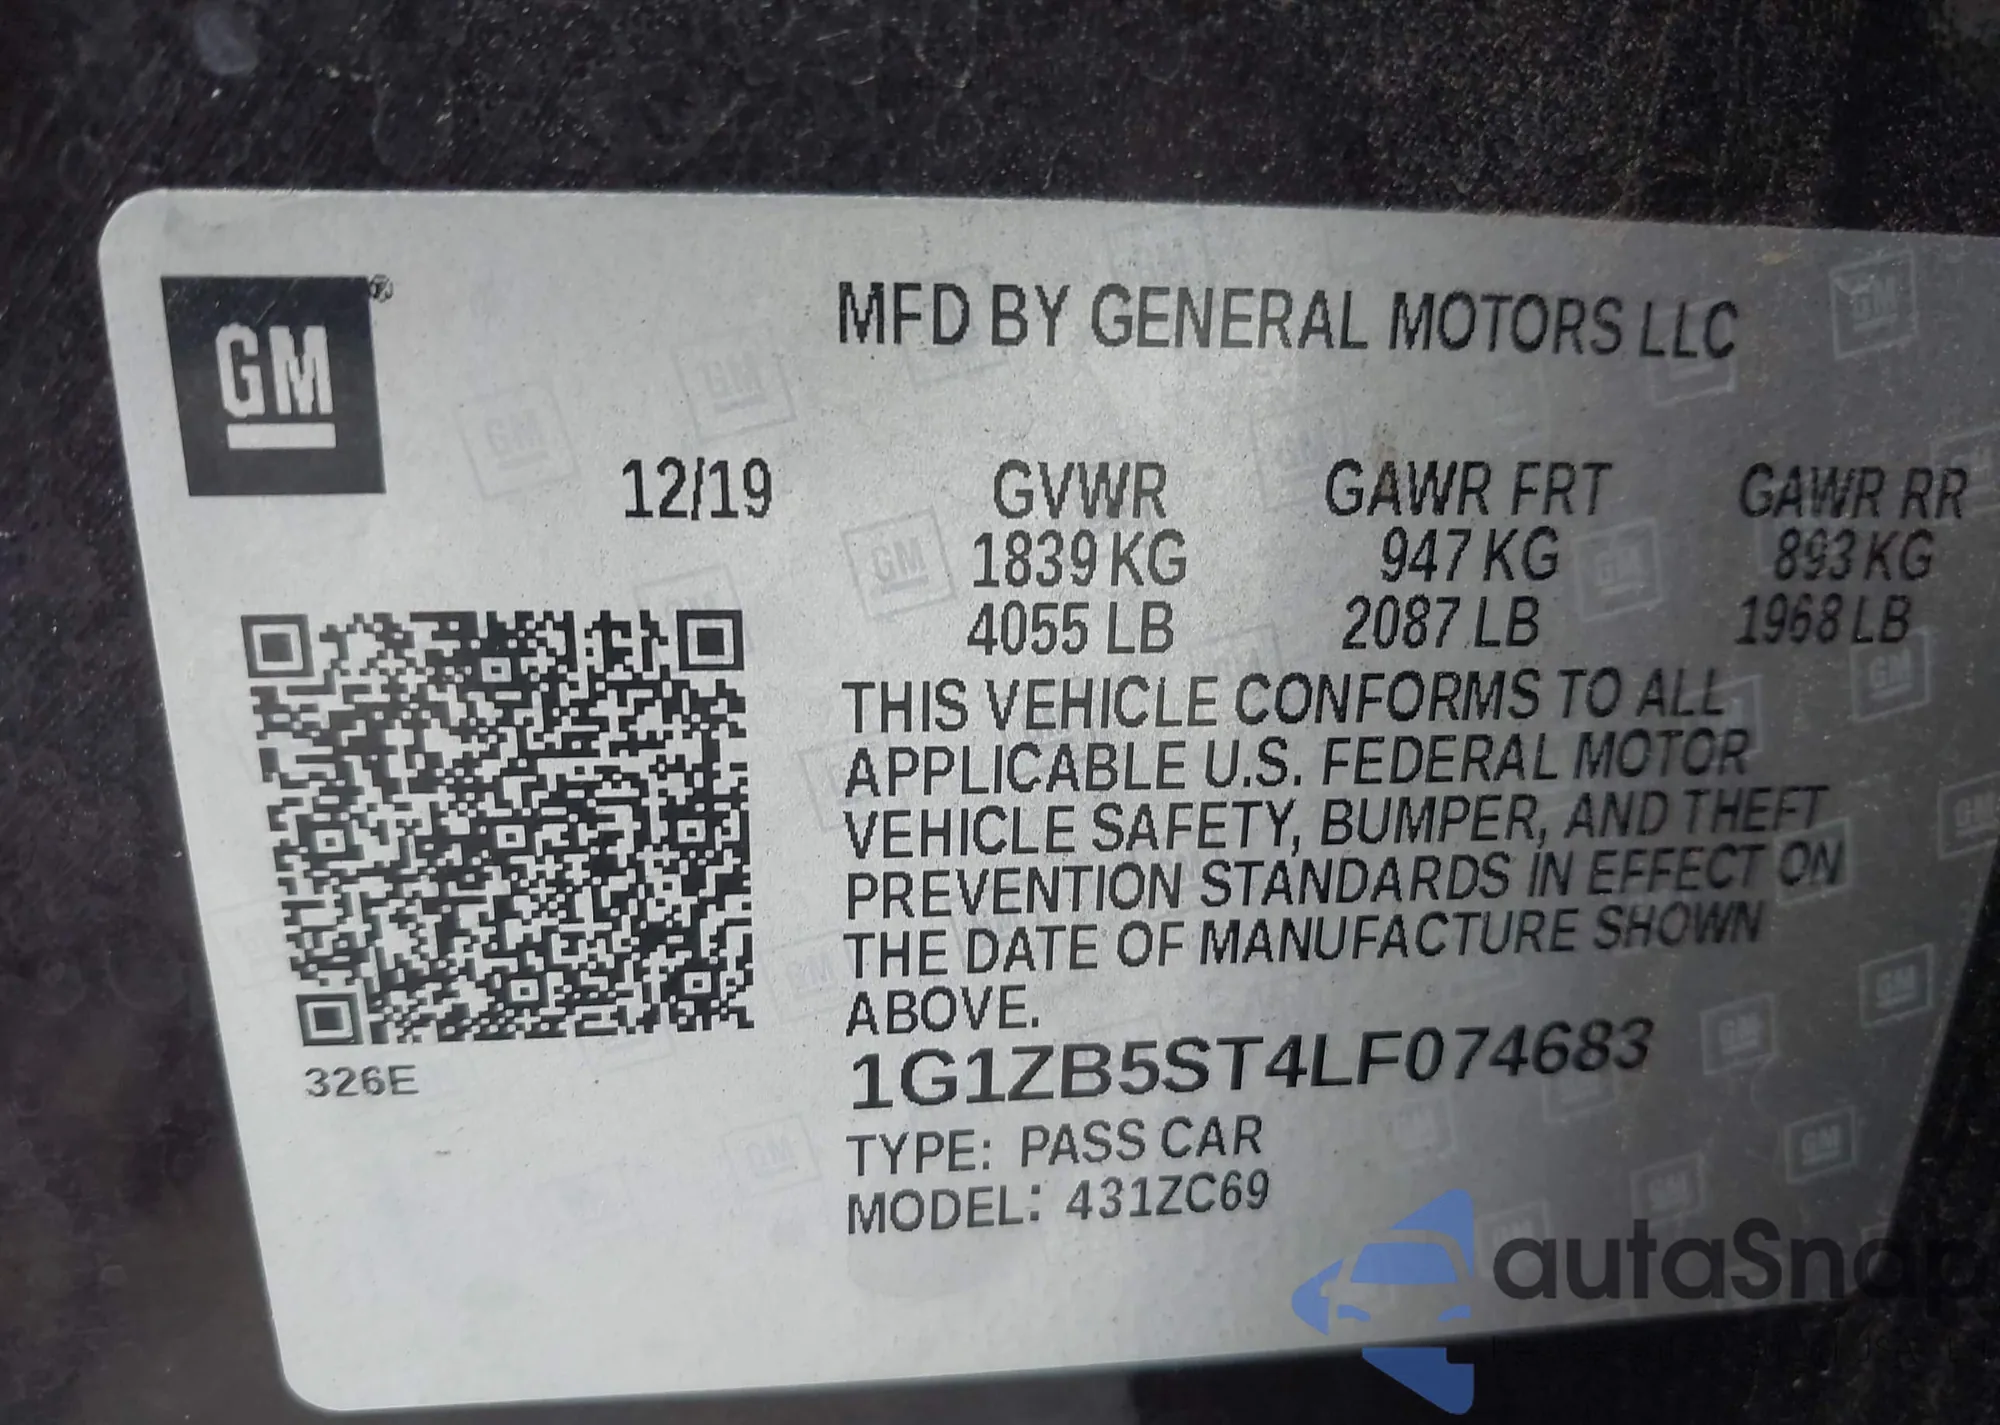 GM
MFD BY GENERAL MOTORS LLC
12/19 GVWR GAWR FRT GAWR RR
1839 KG 947 KG 893 KG
4055 LB 2087 LB 1968 LB
THIS VEHICLE CONFORMS TO ALL
APPLICABLE U.S. FEDERAL MOTOR
VEHICLE SAFETY, BUMPER, AND THEFT
PREVENTION STANDARDS IN EFFECT ON
THE DATE OF MANUFACTURE SHOWN
ABOVE.
326E
1G1ZB5ST4LF074683
TYPE: PASS CAR
MODEL: 431ZC69
autaSnap